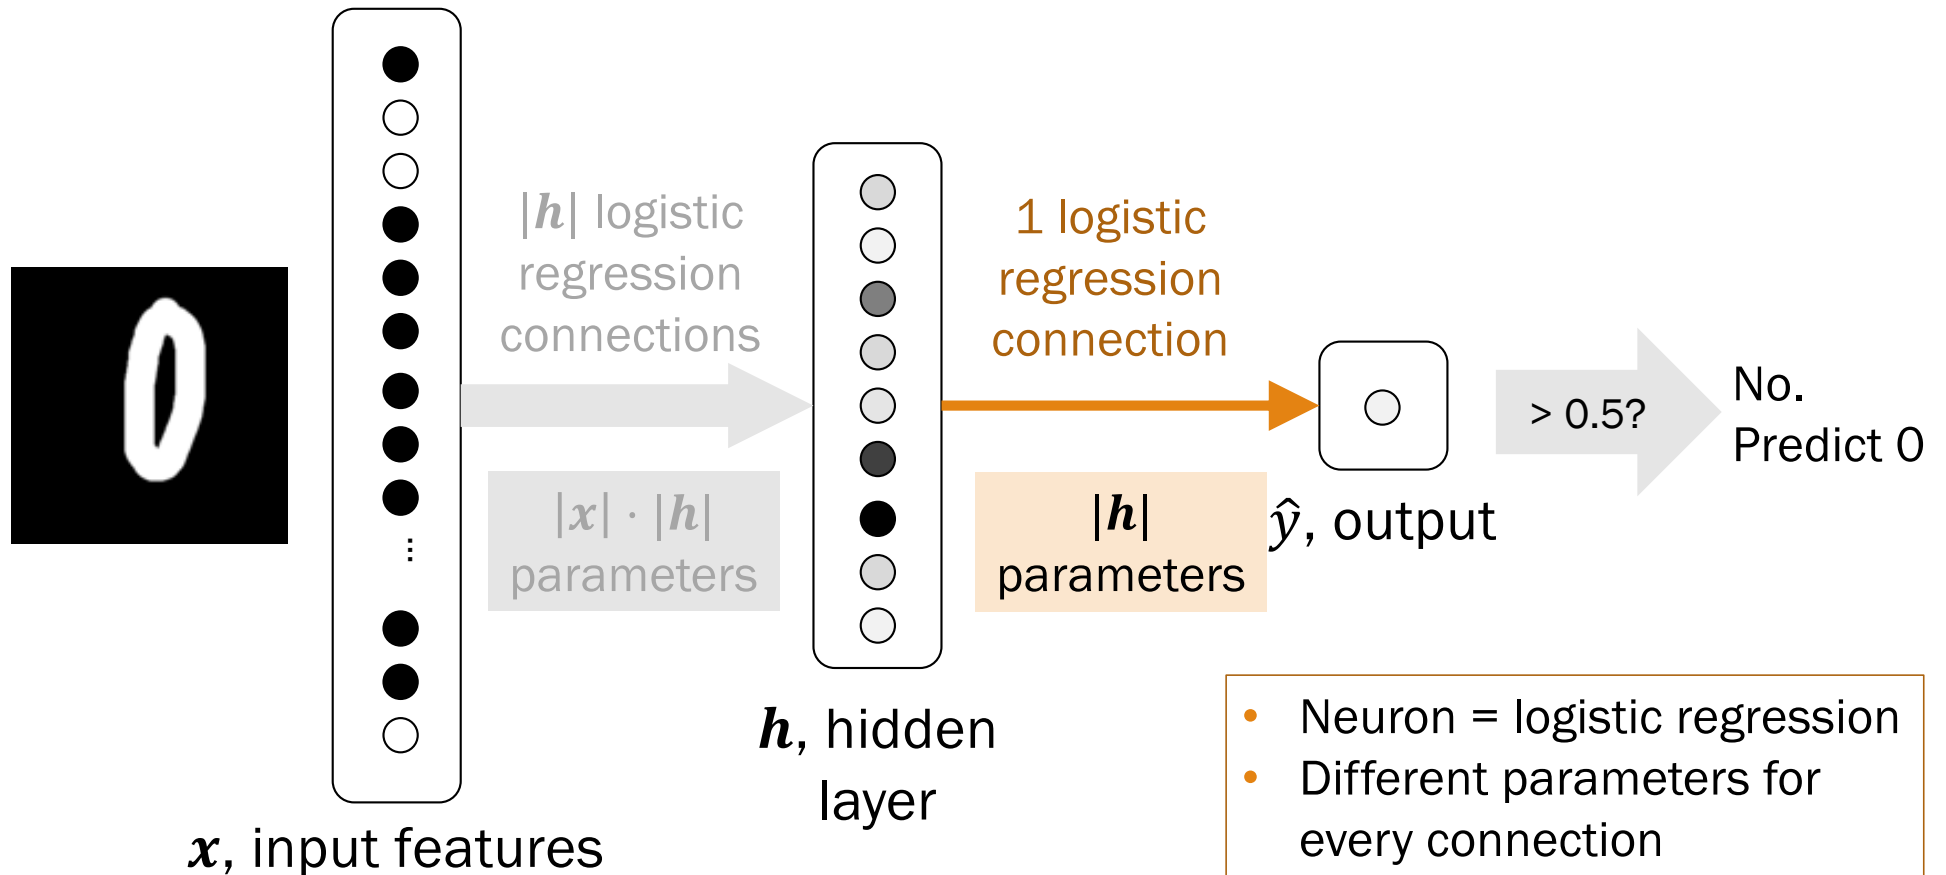 |h| logistic
regression
connections
|x| · |h|
parameters
1 logistic
regression
connection
|h|
parameters
> 0.5?
No.
Predict 0
ŷ, output
h, hidden
layer
x, input features
• Neuron = logistic regression
• Different parameters for
every connection